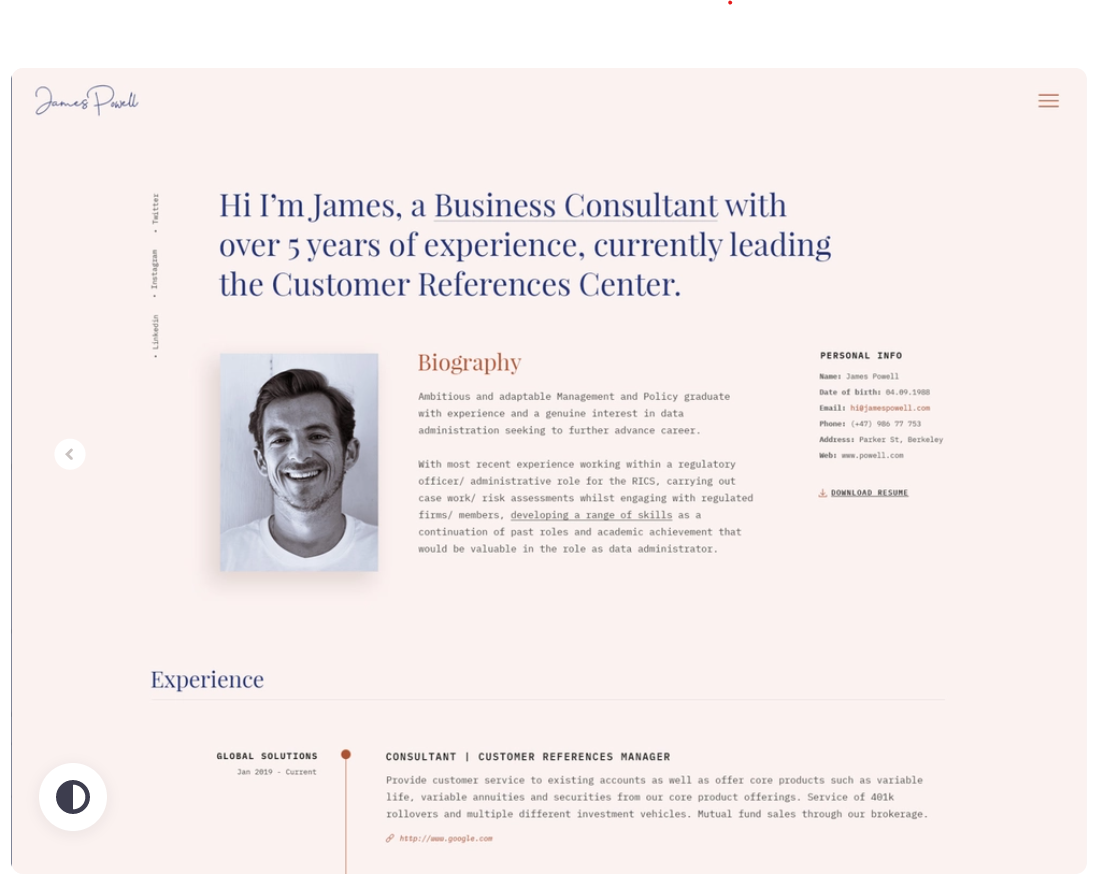 James Powell
Hi I'm James, a Business Consultant with
over 5 years of experience, currently leading
the Customer References Center.
• Linkedin • Instagram • Twitter
Biography
Ambitious and adaptable Management and Policy graduate
with experience and a genuine interest in data
administration seeking to further advance career.
With most recent experience working within a regulatory
officer/ administrative role for the RICS, carrying out
case work/ risk assessments whilst engaging with regulated
firms/ members, developing a range of skills as a
continuation of past roles and academic achievement that
would be valuable in the role as data administrator.
PERSONAL INFO
Name: James Powell
Date of birth: 04.09.1988
Email: hi@jamespowell.com
Phone: (+47) 986 77 753
Address: Parker St, Berkeley
Web: www.powell.com
DOWNLOAD RESUME
Experience
GLOBAL SOLUTIONS
Jan 2019 - Current
CONSULTANT | CUSTOMER REFERENCES MANAGER
Provide customer service to existing accounts as well as offer core products such as variable
life, variable annuities and securities from our core product offerings. Service of 401k
rollovers and multiple different investment vehicles. Mutual fund sales through our brokerage.
http://www.google.com